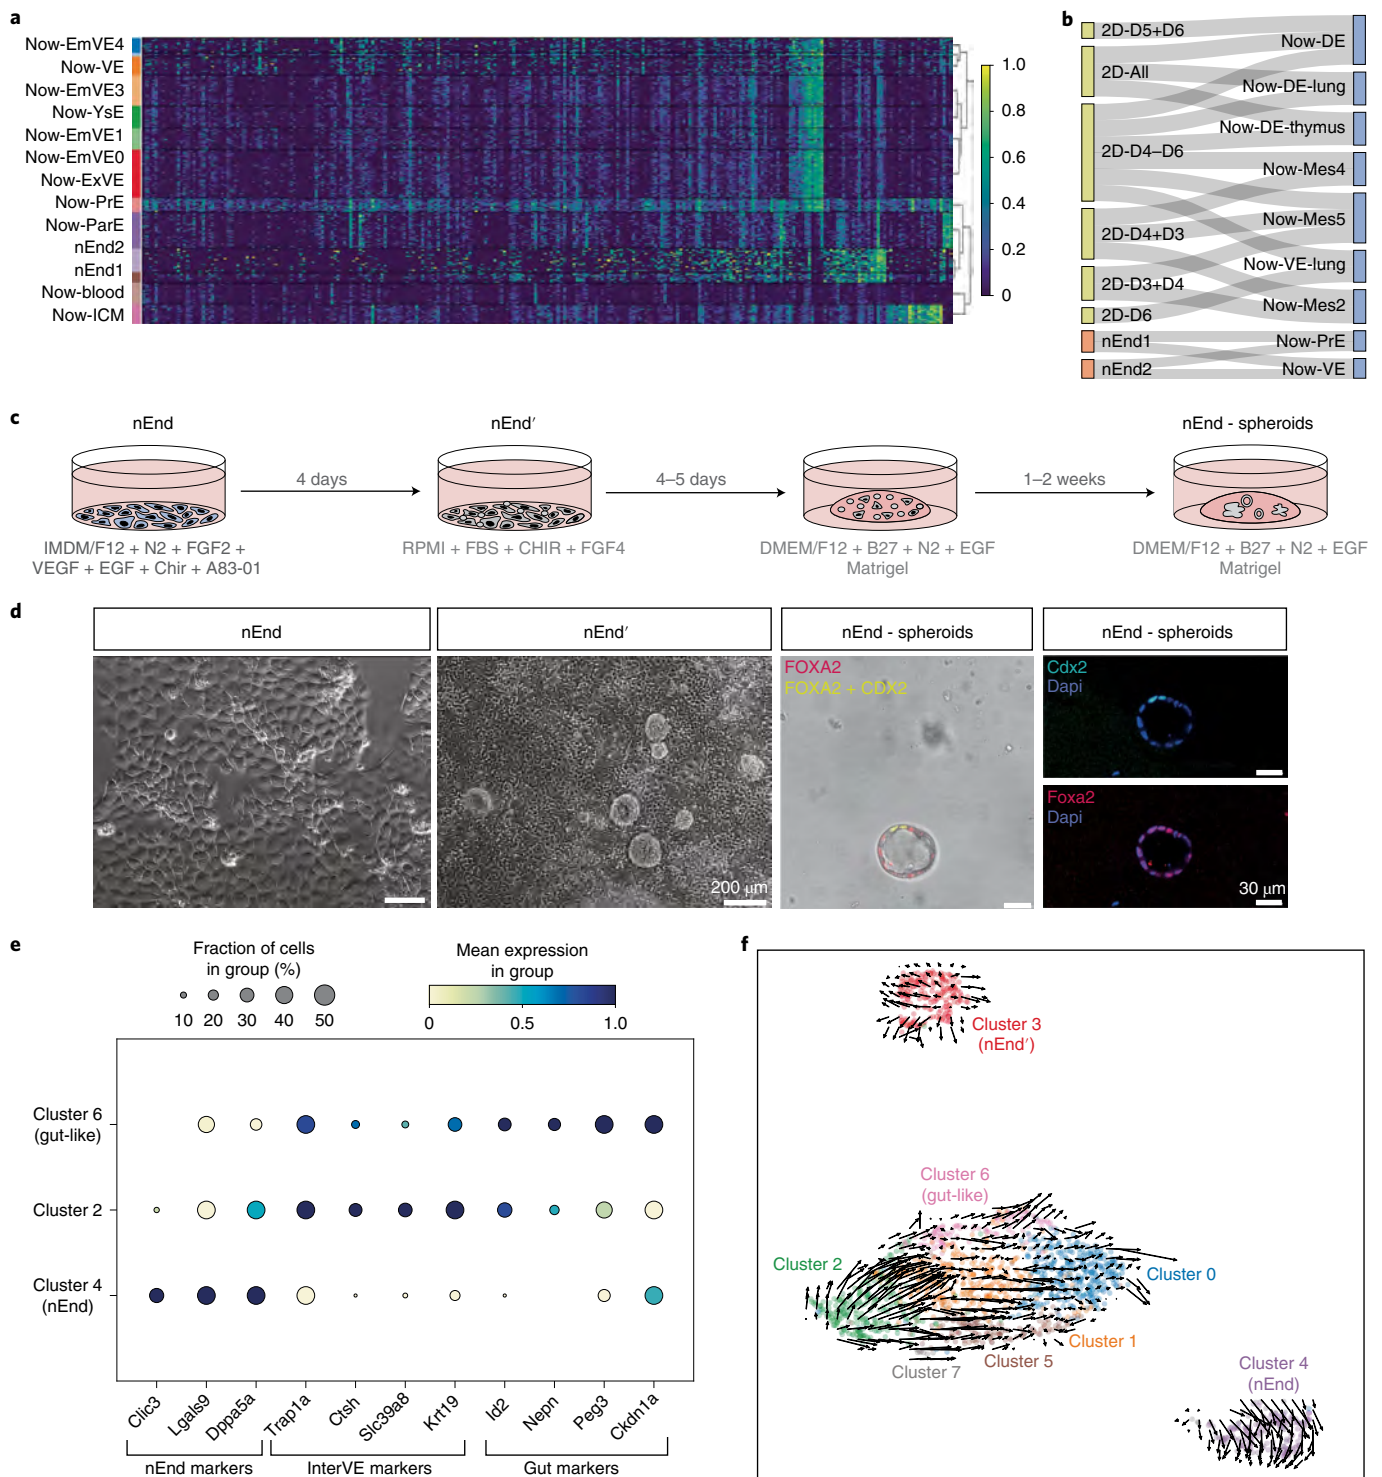 a
Now-EmVE4
Now-VE
Now-EmVE3
Now-YsE
Now-EmVE1
Now-EmVE0
Now-ExVE
Now-PrE
Now-ParE
nEnd2
nEnd1
Now-blood
Now-ICM
1.0
0.8
0.6
0.4
0.2
0
b
2D-D5+D6
2D-All
2D-D4–D6
2D-D4+D3
2D-D3+D4
2D-D6
nEnd1
nEnd2
Now-DE
Now-DE-lung
Now-DE-thymus
Now-Mes4
Now-Mes5
Now-VE-lung
Now-Mes2
Now-PrE
Now-VE
c
nEnd
nEnd′
nEnd - spheroids
4 days
4–5 days
1–2 weeks
IMDM/F12 + N2 + FGF2 +
VEGF + EGF + Chir + A83-01
RPMI + FBS + CHIR + FGF4
DMEM/F12 + B27 + N2 + EGF
Matrigel
DMEM/F12 + B27 + N2 + EGF
Matrigel
d
nEnd
nEnd′
nEnd - spheroids
nEnd - spheroids
200 μm
FOXA2
FOXA2 + CDX2
Cdx2
Dapi
Foxa2
Dapi
30 μm
e
Fraction of cells
in group (%)
10 20 30 40 50
Mean expression
in group
0 0.5 1.0
Cluster 6
(gut-like)
Cluster 2
Cluster 4
(nEnd)
Clic3
Lgals9
Dppa5a
Trap1a
Ctsh
Slc39a8
Krt19
Id2
Nepn
Peg3
Ckdn1a
nEnd markers
InterVE markers
Gut markers
f
Cluster 3
(nEnd′)
Cluster 6
(gut-like)
Cluster 2
Cluster 0
Cluster 1
Cluster 5
Cluster 7
Cluster 4
(nEnd)